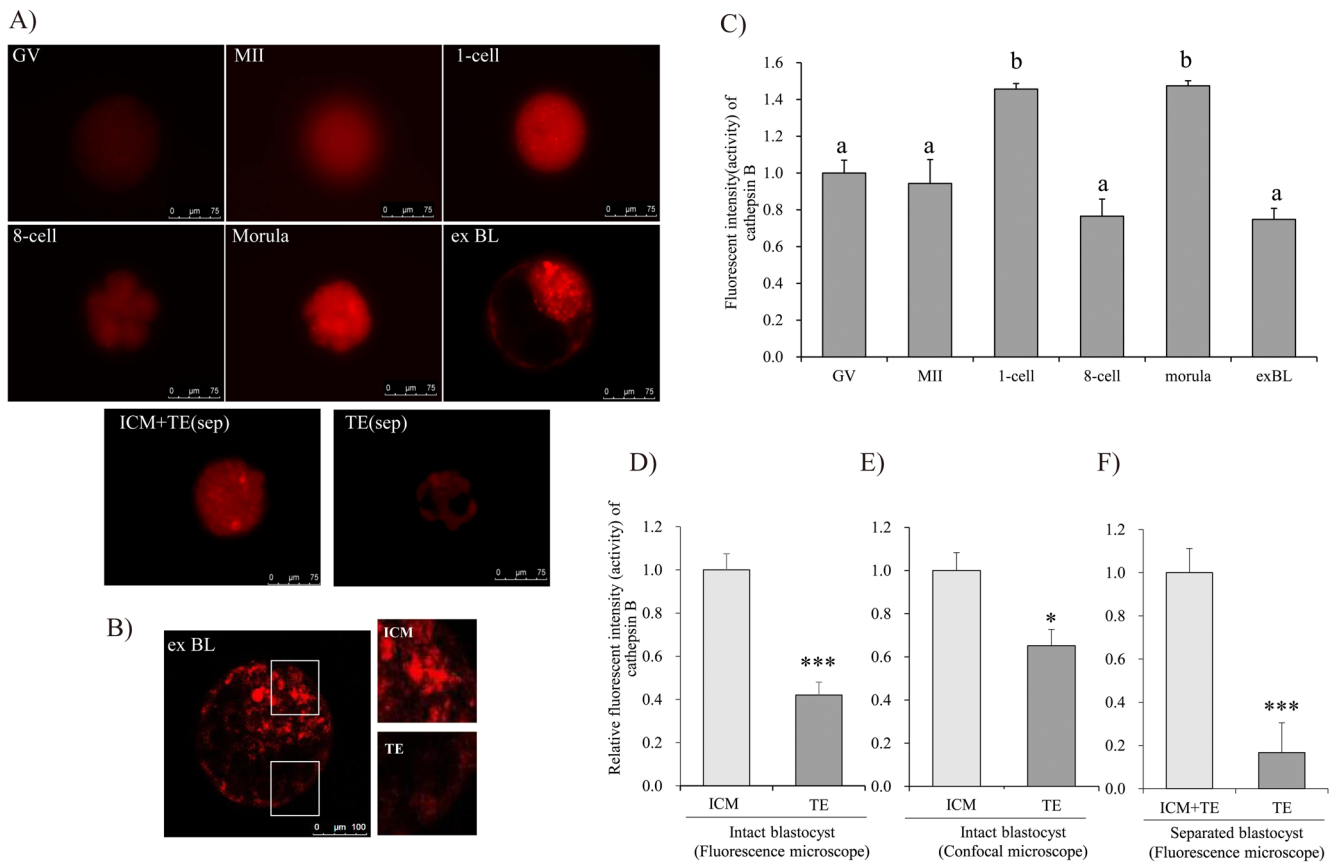 A)
GV
0 µm 75
MII
0 µm 75
1-cell
0 µm 75
8-cell
0 µm 75
Morula
0 µm 75
ex BL
0 µm 75
ICM+TE(sep)
0 µm 75
TE(sep)
0 µm 75
B)
ex BL
0 µm 100
ICM
TE
C)
Fluorescent intensity(activity) of
cathepsin B
1.6
1.4
1.2
1.0
0.8
0.6
0.4
0.2
0.0
a
a
b
a
b
a
GV MII 1-cell 8-cell morula exBL
D)
Relative fluorescent intensity (activity) of
cathepsin B
1.2
1.0
0.8
0.6
0.4
0.2
0.0
***
ICM TE
Intact blastocyst
(Fluorescence microscope)
E)
1.2
1.0
0.8
0.6
0.4
0.2
0.0
*
ICM TE
Intact blastocyst
(Confocal microscope)
F)
1.2
1.0
0.8
0.6
0.4
0.2
0.0
***
ICM+TE TE
Separated blastocyst
(Fluorescence microscope)